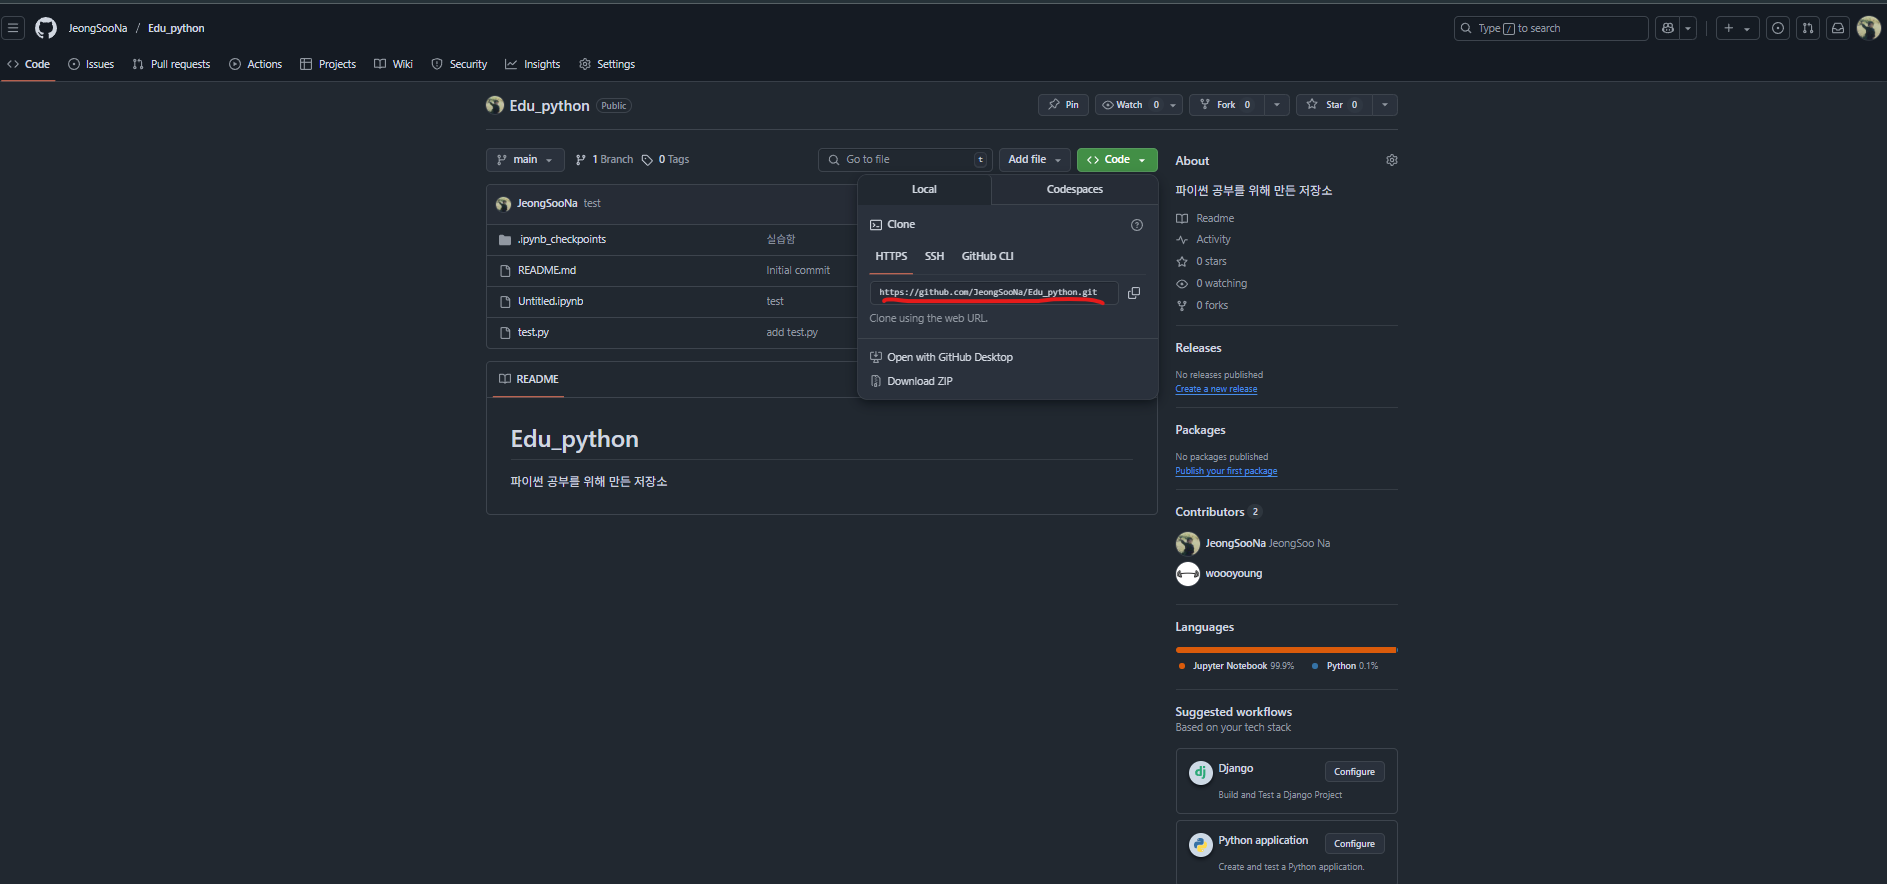 JeongSooNa / Edu_python
Type / to search
Code Issues Pull requests Actions Projects Wiki Security Insights Settings
Edu_python Public
Pin Watch 0 Fork 0 Star 0
main 1 Branch 0 Tags
Go to file t Add file Code
Local Codespaces
Clone
HTTPS SSH GitHub CLI
https://github.com/JeongSooNa/Edu_python.git
Clone using the web URL.
Open with GitHub Desktop
Download ZIP
JeongSooNa test
.ipynb_checkpoints 실습함
README.md Initial commit
Untitled.ipynb test
test.py add test.py
README
Edu_python
파이썬 공부를 위해 만든 저장소
About
파이썬 공부를 위해 만든 저장소
Readme
Activity
0 stars
0 watching
0 forks
Releases
No releases published
Create a new release
Packages
No packages published
Publish your first package
Contributors 2
JeongSooNa JeongSoo Na
woooyoung
Languages
Jupyter Notebook 99.9% Python 0.1%
Suggested workflows
Based on your tech stack
dj Django Configure
Build and Test a Django Project
Python application Configure
Create and test a Python application.